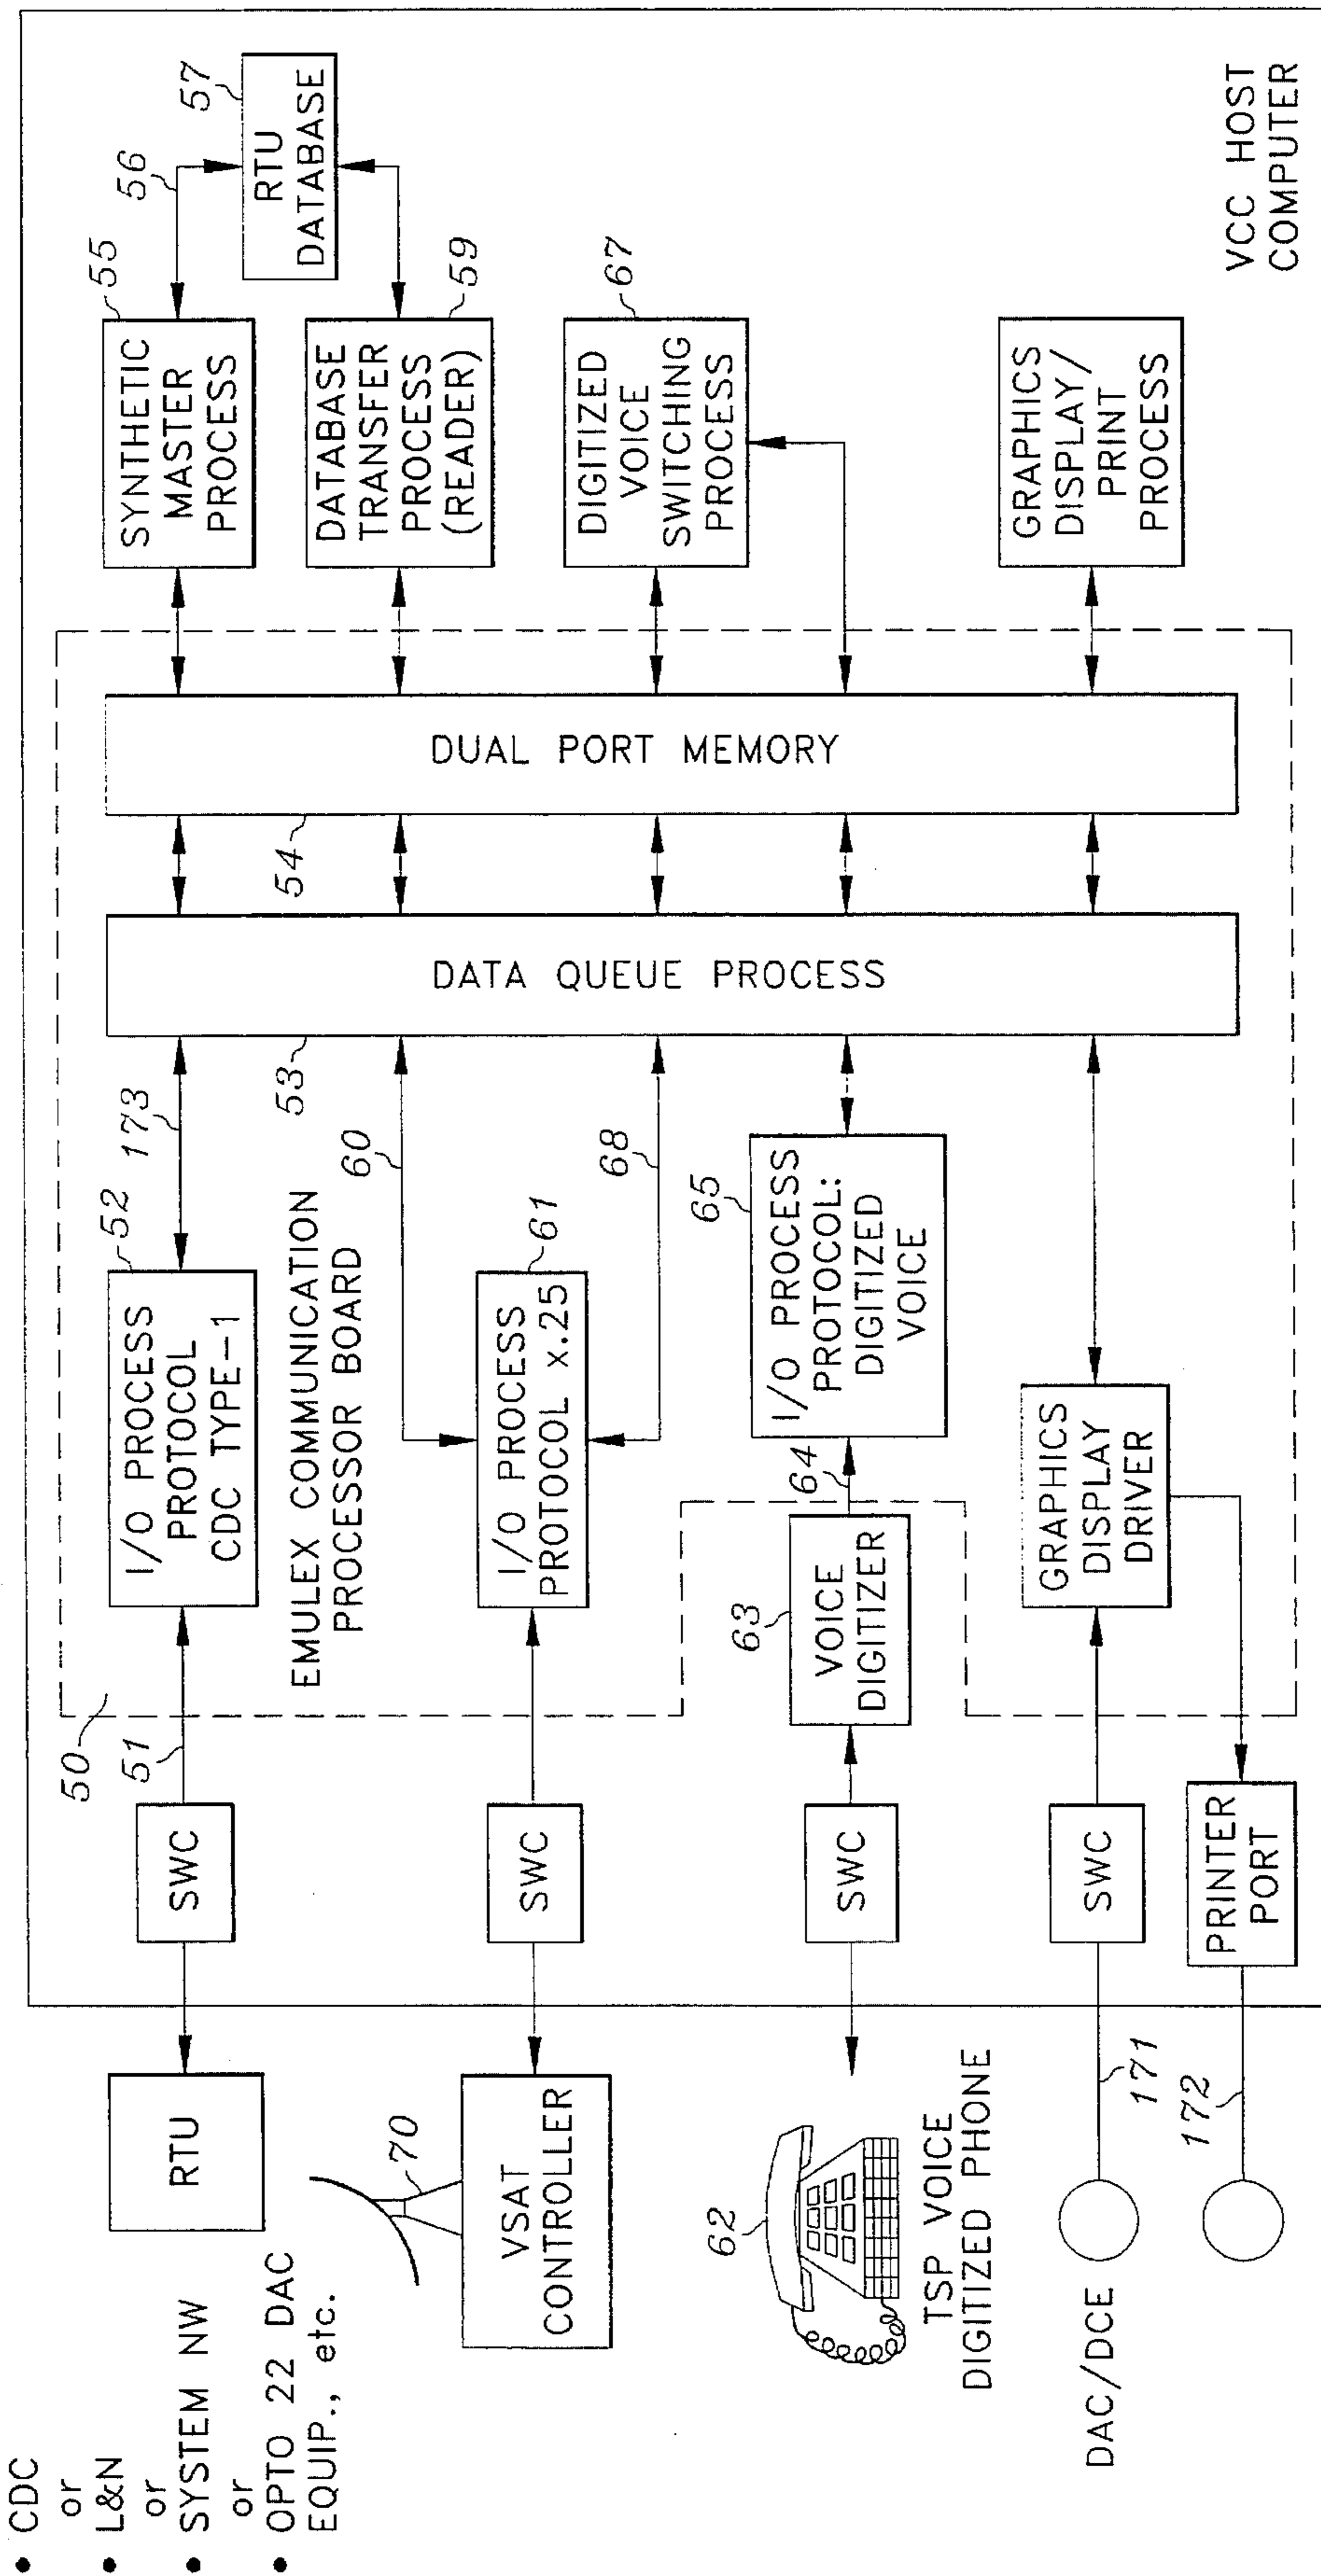 • CDC
or
• L&N
or
• SYSTEM NW
or
• OPTO 22 DAC
EQUIP., etc.
RTU
70
VSAT
CONTROLLER
62
TSP VOICE
DIGITIZED PHONE
DAC/DCE
171
172
SWC
SWC
SWC
SWC
PRINTER
PORT
50
51
EMULEX COMMUNICATION
PROCESSOR BOARD
I/O PROCESS
PROTOCOL
CDC TYPE-1
52
173
I/O PROCESS
PROTOCOL x.25
61
60
68
63
VOICE
DIGITIZER
64
65
I/O PROCESS
PROTOCOL:
DIGITIZED
VOICE
GRAPHICS
DISPLAY
DRIVER
53
DATA QUEUE PROCESS
54
DUAL PORT MEMORY
SYNTHETIC
MASTER
PROCESS
55
56
57
RTU
DATABASE
DATABASE
TRANSFER
PROCESS
(READER)
59
DIGITIZED
VOICE
SWITCHING
PROCESS
67
GRAPHICS
DISPLAY/
PRINT
PROCESS
VCC HOST
COMPUTER